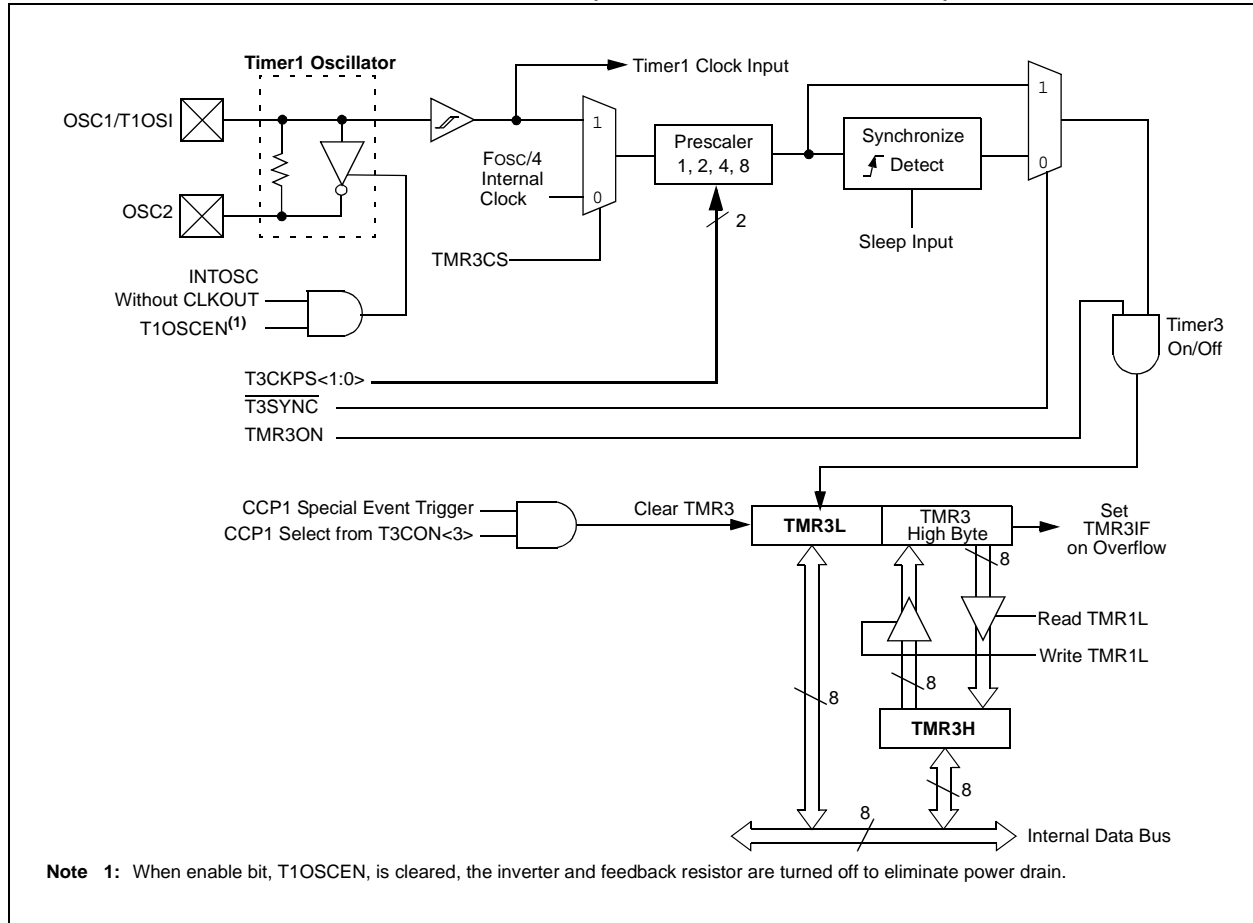 Timer1 Oscillator
Timer1 Clock Input
OSC1/T1OSI
1
FOSC/4
Internal
Clock
0
Prescaler
1, 2, 4, 8
Synchronize
Detect
1
0
OSC2
2
Sleep Input
TMR3CS
INTOSC
Without CLKOUT
T1OSCEN(1)
Timer3
On/Off
T3CKPS<1:0>
T3SYNC
TMR3ON
CCP1 Special Event Trigger
CCP1 Select from T3CON<3>
Clear TMR3
TMR3L
TMR3
High Byte
Set
TMR3IF
on Overflow
8
Read TMR1L
Write TMR1L
8
8
TMR3H
8
8
Internal Data Bus
Note 1: When enable bit, T1OSCEN, is cleared, the inverter and feedback resistor are turned off to eliminate power drain.